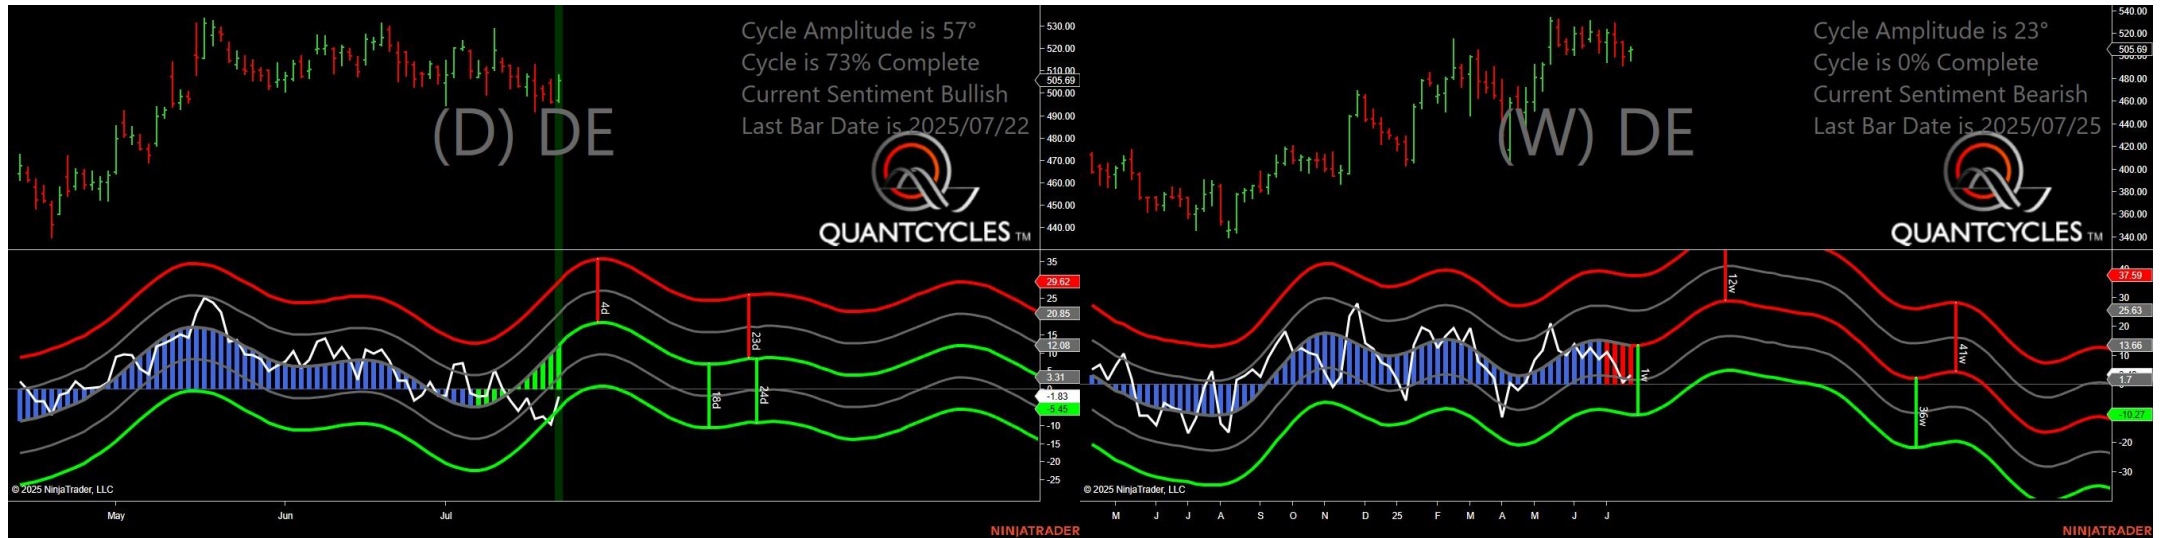 Cycle Amplitude is 57°
Cycle is 73% Complete
Current Sentiment Bullish
Last Bar Date is 2025/07/22
(D) DE
QUANTCYCLES TM
530.00
520.00
510.00
505.69
500.00
490.00
480.00
470.00
460.00
450.00
440.00
35
29.62
25
20.85
15
12.08
10
3.31
-1.83
-5.45
-10
-15
-20
-25
4d
18d
23d
24d
© 2025 NinjaTrader, LLC
May Jun Jul
NINJATRADER
Cycle Amplitude is 23°
Cycle is 0% Complete
Current Sentiment Bearish
Last Bar Date is 2025/07/25
(W) DE
QUANTCYCLES TM
540.00
520.00
505.69
480.00
460.00
440.00
420.00
400.00
380.00
360.00
340.00
37.59
30
25.63
20
13.66
10
1.7
-10.27
-20
-30
1w
12w
36w
41w
© 2025 NinjaTrader, LLC
M J J A S O N D 25 F M A M J J
NINJATRADER